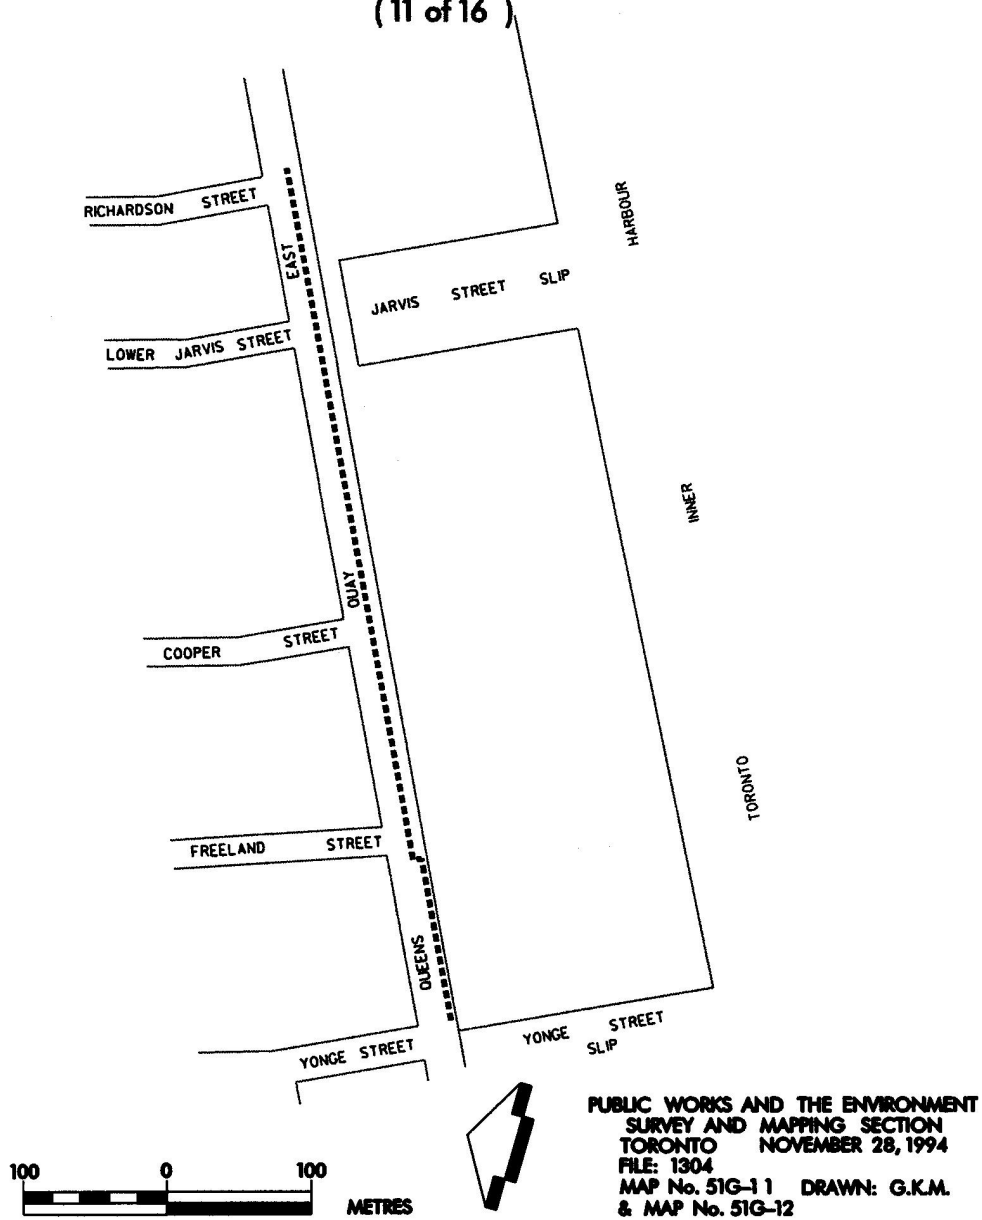 ( 11 of 16 )
HARBOUR
RICHARDSON STREET
EAST
JARVIS STREET SLIP
LOWER JARVIS STREET
INNER
QUAY
COOPER STREET
TORONTO
FREELAND STREET
QUEENS
YONGE STREET
SLIP
YONGE STREET
PUBLIC WORKS AND THE ENVIRONMENT
SURVEY AND MAPPING SECTION
TORONTO NOVEMBER 28, 1994
FILE: 1304
MAP No. 51G-11 DRAWN: G.K.M.
& MAP No. 51G-12
100 0 100
METRES